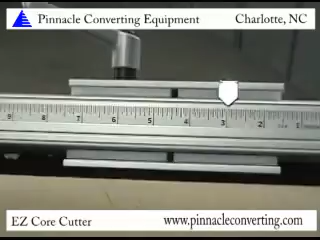 Pinnacle Converting Equipment
Charlotte, NC
9 8 7 6 5 4 3 2 1
EZ Core Cutter
www.pinnacleconverting.com